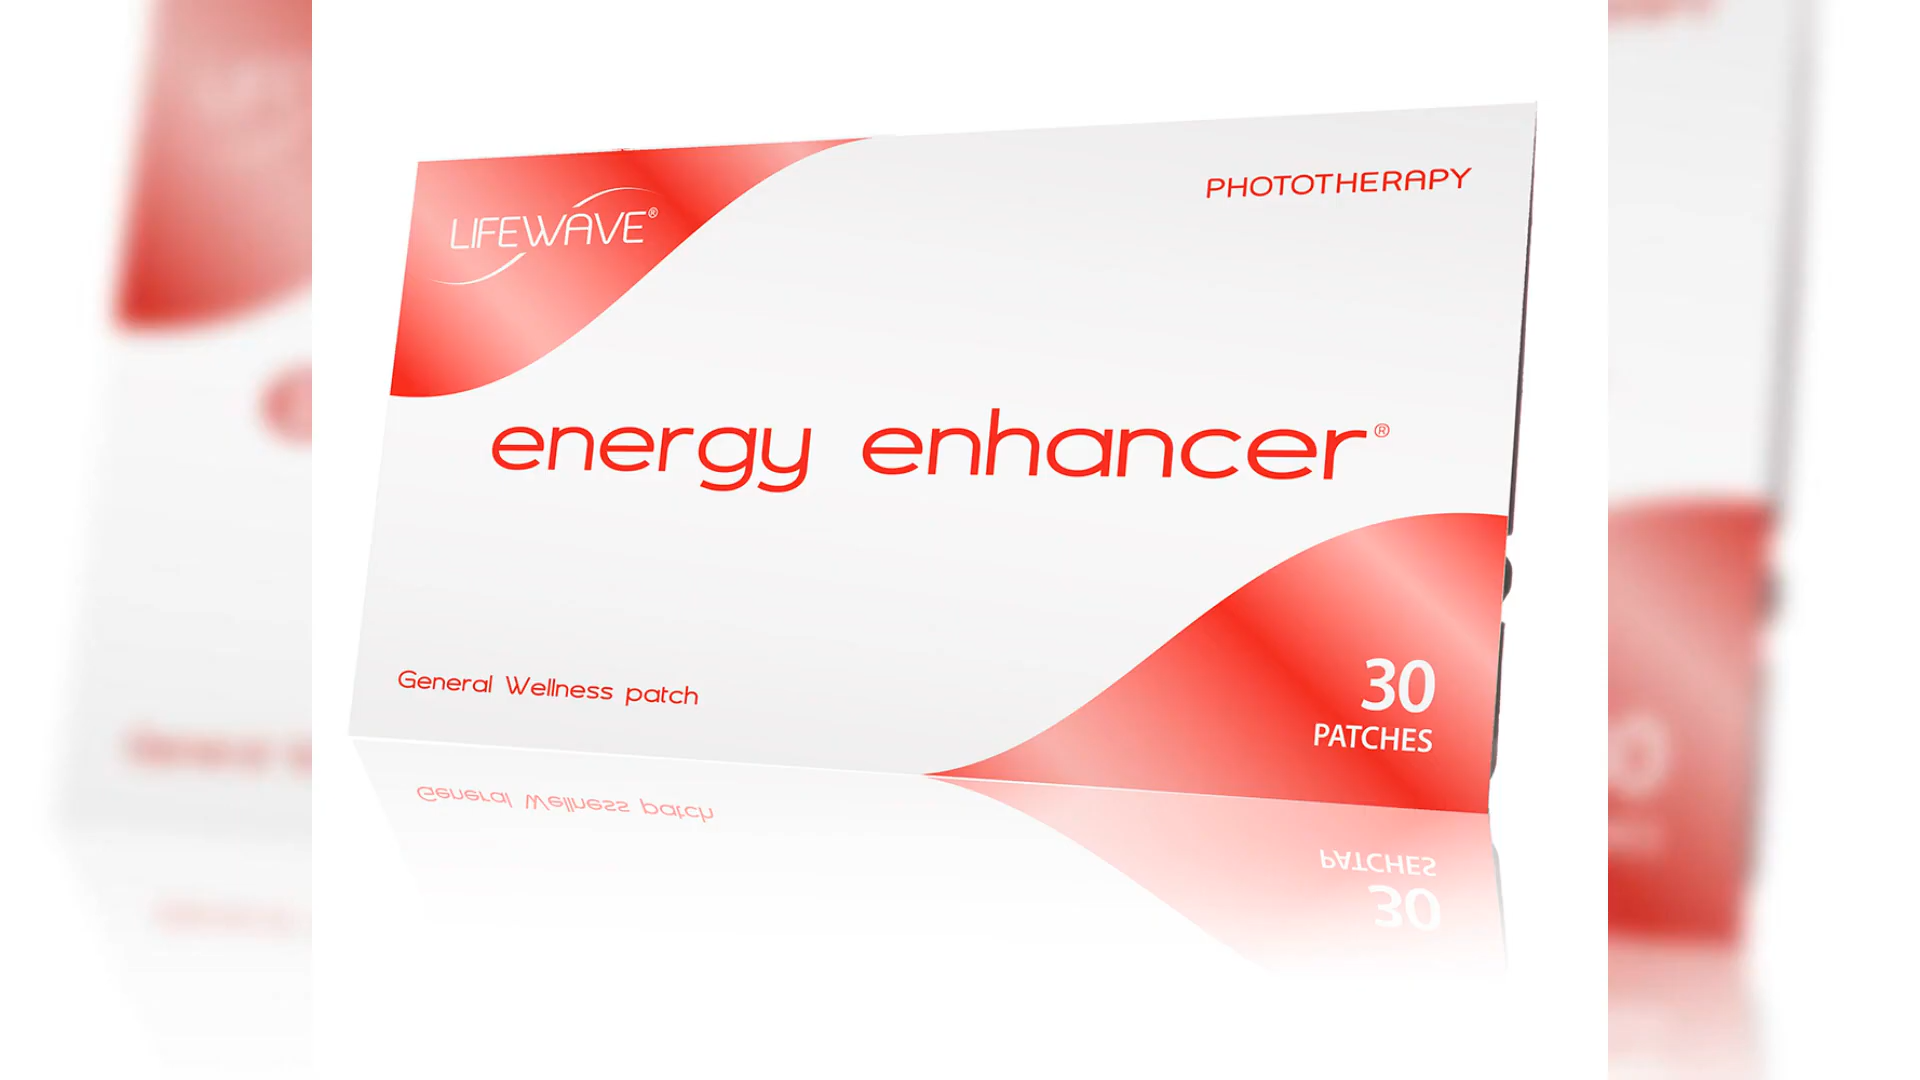 LIFEWAVE®
PHOTOTHERAPY
energy enhancer®
General Wellness patch
30
PATCHES